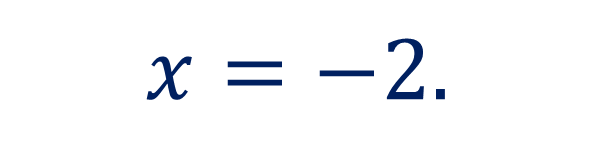 x = −2.